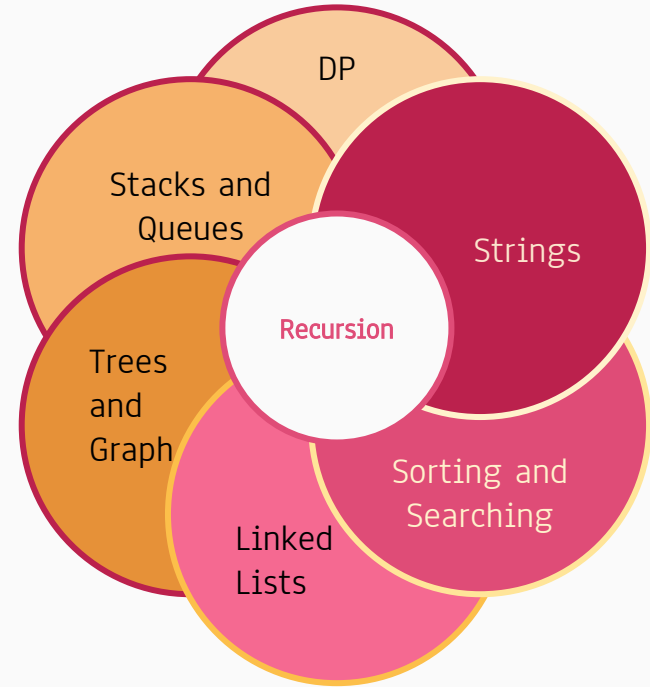 DP
Stacks and
Queues
Strings
Recursion
Trees
and
Graph
Sorting and
Searching
Linked
Lists